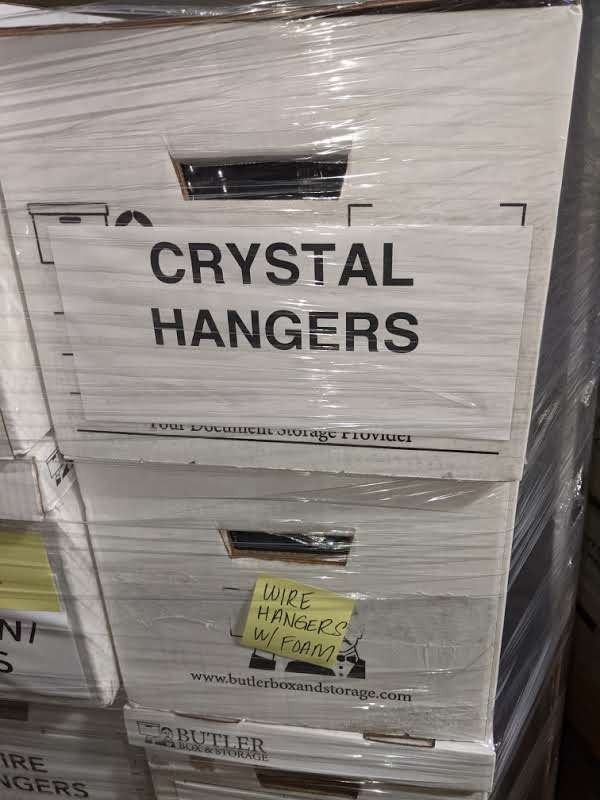 CRYSTAL
HANGERS
Your Document Storage Provider
WIRE
HANGERS
W/ FOAM
www.butlerboxandstorage.com
BUTLER
BOX & STORAGE
N/
S
IRE
NGERS